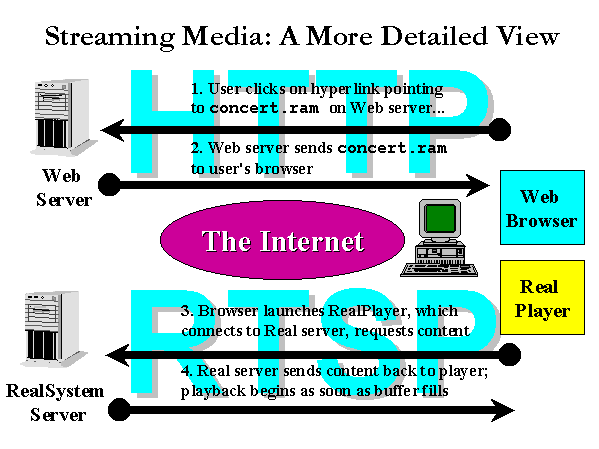 Streaming Media: A More Detailed View
HTTP
1. User clicks on hyperlink pointing
to concert.ram on Web server...
2. Web server sends concert.ram
to user's browser
Web
Server
Web
Browser
The Internet
Real
Player
RTSP
3. Browser launches RealPlayer, which
connects to Real server, requests content
4. Real server sends content back to player;
playback begins as soon as buffer fills
RealSystem
Server